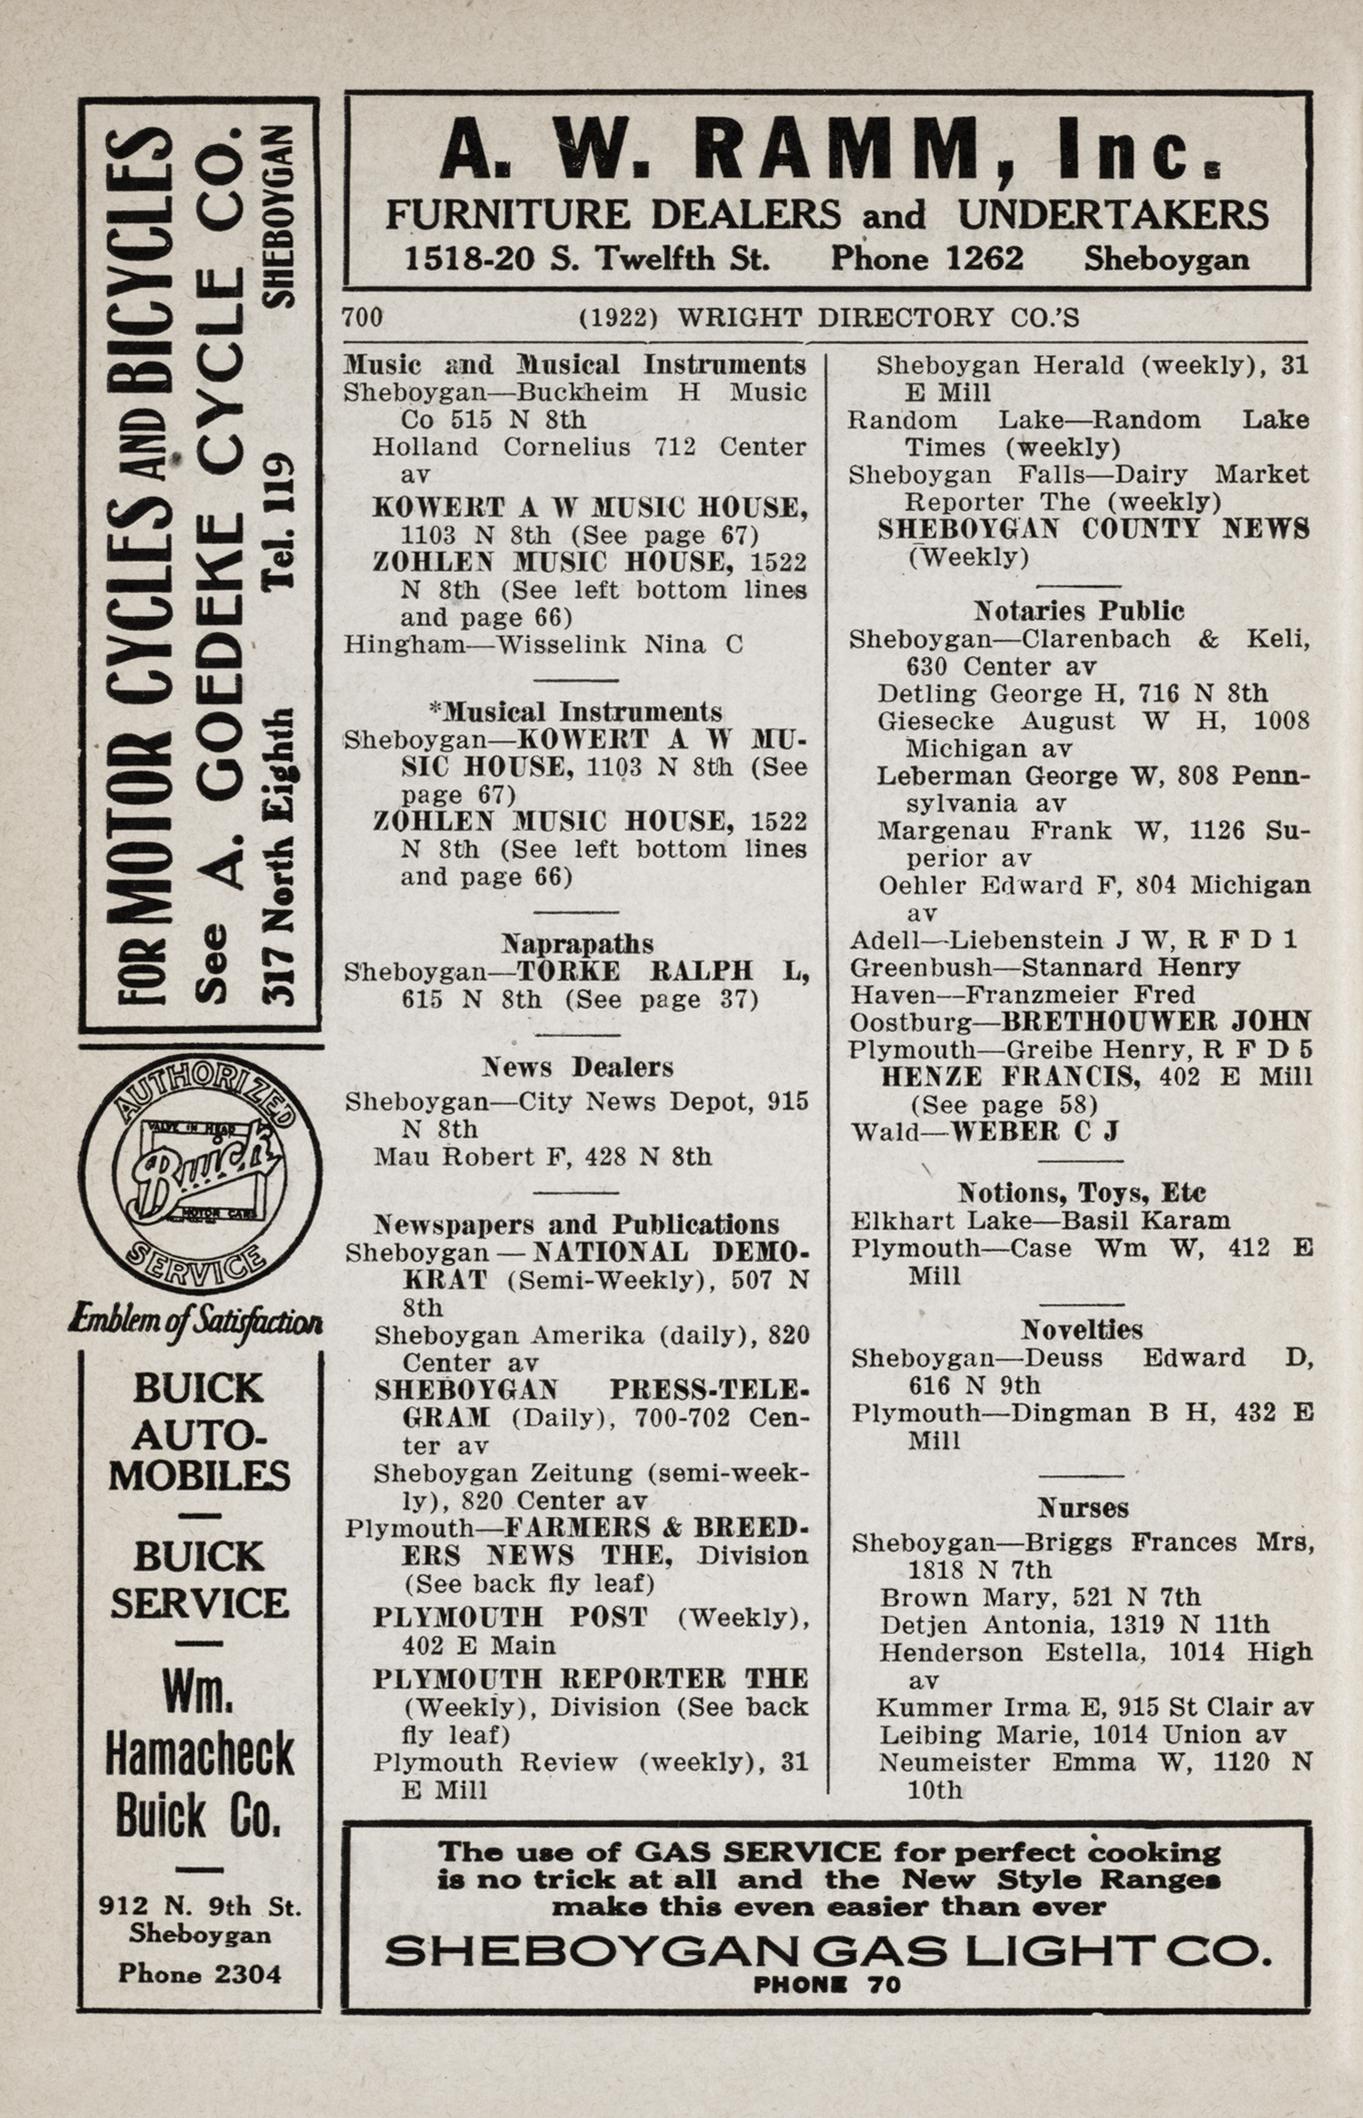 A. W. RAMM, Inc.
FURNITURE DEALERS and UNDERTAKERS
1518-20 S. Twelfth St. Phone 1262 Sheboygan
FOR MOTOR CYCLES AND BICYCLES
See A. GOEDEKE CYCLE CO.
317 North Eighth Tel. 119 SHEBOYGAN
AUTHORIZED
VALVE IN HEAD
Buick
MOTOR CARS
SERVICE
Emblem of Satisfaction
BUICK
AUTO-
MOBILES
BUICK
SERVICE
Wm.
Hamacheck
Buick Co.
912 N. 9th St.
Sheboygan
Phone 2304
700 (1922) WRIGHT DIRECTORY CO.'S
Music and Musical Instruments
Sheboygan—Buckheim H Music
Co 515 N 8th
Holland Cornelius 712 Center
av
KOWERT A W MUSIC HOUSE,
1103 N 8th (See page 67)
ZOHLEN MUSIC HOUSE, 1522
N 8th (See left bottom lines
and page 66)
Hingham—Wisselink Nina C
*Musical Instruments
Sheboygan—KOWERT A W MU-
SIC HOUSE, 1103 N 8th (See
page 67)
ZOHLEN MUSIC HOUSE, 1522
N 8th (See left bottom lines
and page 66)
Naprapaths
Sheboygan—TORKE RALPH L,
615 N 8th (See page 37)
News Dealers
Sheboygan—City News Depot, 915
N 8th
Mau Robert F, 428 N 8th
Newspapers and Publications
Sheboygan—NATIONAL DEMO-
KRAT (Semi-Weekly), 507 N
8th
Sheboygan Amerika (daily), 820
Center av
SHEBOYGAN PRESS-TELE-
GRAM (Daily), 700-702 Cen-
ter av
Sheboygan Zeitung (semi-week-
ly), 820 Center av
Plymouth—FARMERS & BREED-
ERS NEWS THE, Division
(See back fly leaf)
PLYMOUTH POST (Weekly),
402 E Main
PLYMOUTH REPORTER THE
(Weekly), Division (See back
fly leaf)
Plymouth Review (weekly), 31
E Mill
Sheboygan Herald (weekly), 31
E Mill
Random Lake—Random Lake
Times (weekly)
Sheboygan Falls—Dairy Market
Reporter The (weekly)
SHEBOYGAN COUNTY NEWS
(Weekly)
Notaries Public
Sheboygan—Clarenbach & Keli,
630 Center av
Detling George H, 716 N 8th
Giesecke August W H, 1008
Michigan av
Leberman George W, 808 Penn-
sylvania av
Margenau Frank W, 1126 Su-
perior av
Oehler Edward F, 804 Michigan
av
Adell—Liebenstein J W, R F D 1
Greenbush—Stannard Henry
Haven—Franzmeier Fred
Oostburg—BRETHOUWER JOHN
Plymouth—Greibe Henry, R F D 5
HENZE FRANCIS, 402 E Mill
(See page 58)
Wald—WEBER C J
Notions, Toys, Etc
Elkhart Lake—Basil Karam
Plymouth—Case Wm W, 412 E
Mill
Novelties
Sheboygan—Deuss Edward D,
616 N 9th
Plymouth—Dingman B H, 432 E
Mill
Nurses
Sheboygan—Briggs Frances Mrs,
1818 N 7th
Brown Mary, 521 N 7th
Detjen Antonia, 1319 N 11th
Henderson Estella, 1014 High
av
Kummer Irma E, 915 St Clair av
Leibing Marie, 1014 Union av
Neumeister Emma W, 1120 N
10th
The use of GAS SERVICE for perfect cooking
is no trick at all and the New Style Ranges
make this even easier than ever
SHEBOYGAN GAS LIGHT CO.
PHONE 70